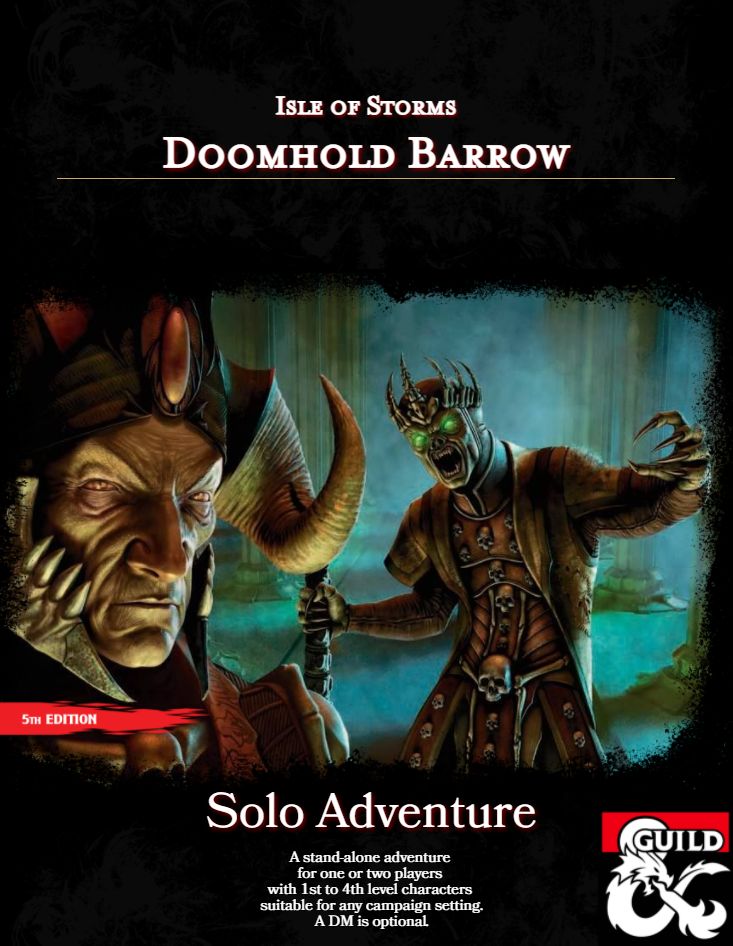 Isle of Storms
Doomhold Barrow
5TH EDITION
Solo Adventure
A stand-alone adventure
for one or two players
with 1st to 4th level characters
suitable for any campaign setting.
A DM is optional.
GUILD